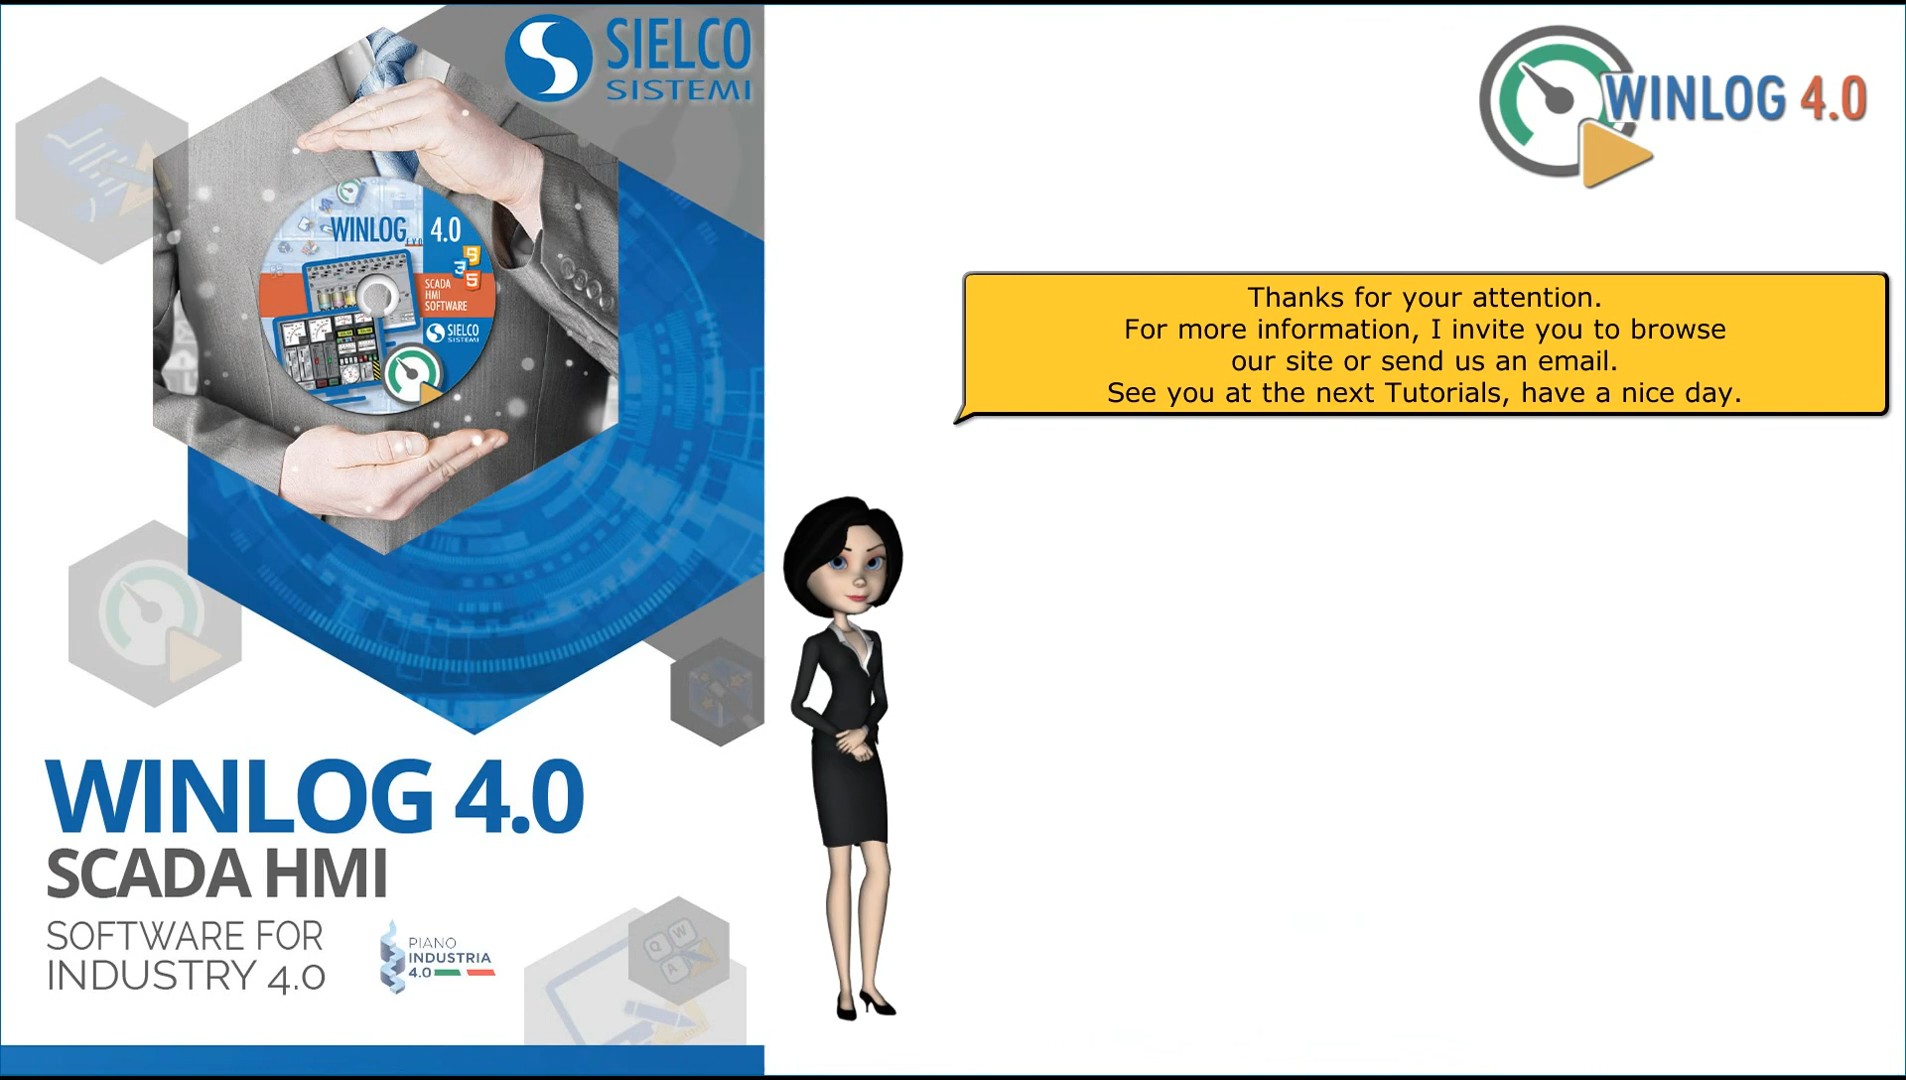 SIELCO
SISTEMI
WINLOG 4.0
WINLOG 4.0
EVO
SCADA
HMI
SOFTWARE
SIELCO
SISTEMI
Thanks for your attention.
For more information, I invite you to browse
our site or send us an email.
See you at the next Tutorials, have a nice day.
WINLOG 4.0
SCADA HMI
SOFTWARE FOR
INDUSTRY 4.0
PIANO
INDUSTRIA
4.0
Q W
A